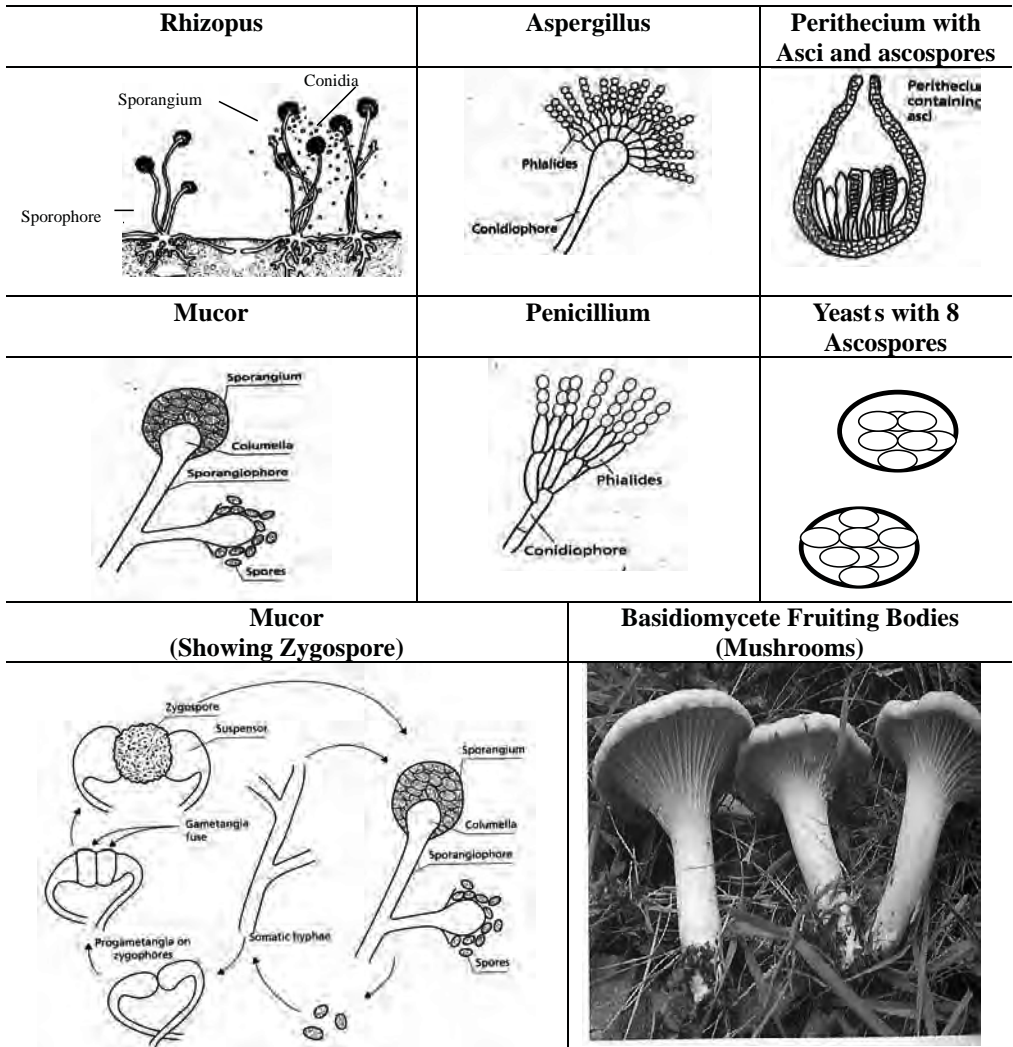 Rhizopus
Aspergillus
Perithecium with
Asci and ascospores
Sporangium
Conidia
Sporophore
Phialides
Conidiophore
containing
asci
Mucor
Penicillium
Yeasts with 8
Ascospores
Sporangium
Columella
Sporangiophore
Spores
Phialides
Conidiophore
Mucor
(Showing Zygospore)
Basidiomycete Fruiting Bodies
(Mushrooms)
Zygospore
Suspensor
Gametangia
fuse
Progametangia on
zygophores
Somatic hyphae
Sporangium
Columella
Sporangiophore
Spores